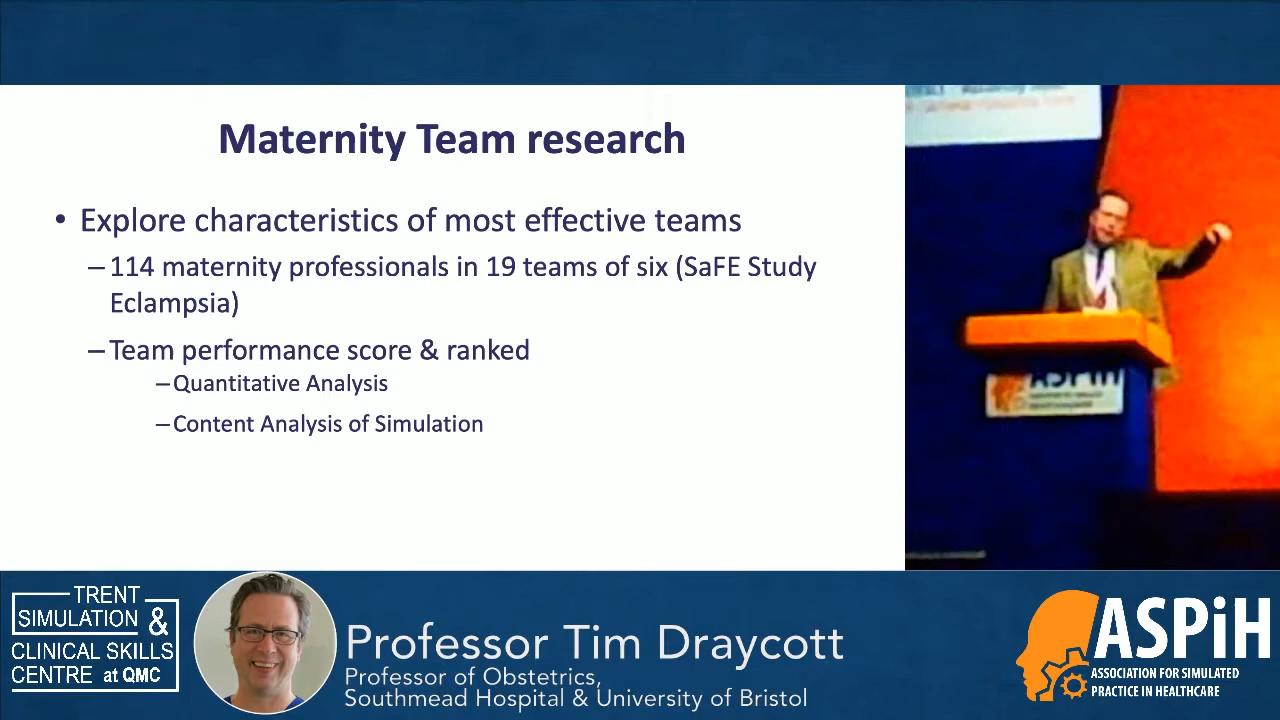 Maternity Team research
• Explore characteristics of most effective teams
–114 maternity professionals in 19 teams of six (SaFE Study
Eclampsia)
–Team performance score & ranked
–Quantitative Analysis
–Content Analysis of Simulation
ASPiH
TRENT
SIMULATION &
CLINICAL SKILLS
CENTRE at QMC
Professor Tim Draycott
Professor of Obstetrics,
Southmead Hospital & University of Bristol
ASPiH
ASSOCIATION FOR SIMULATED
PRACTICE IN HEALTHCARE